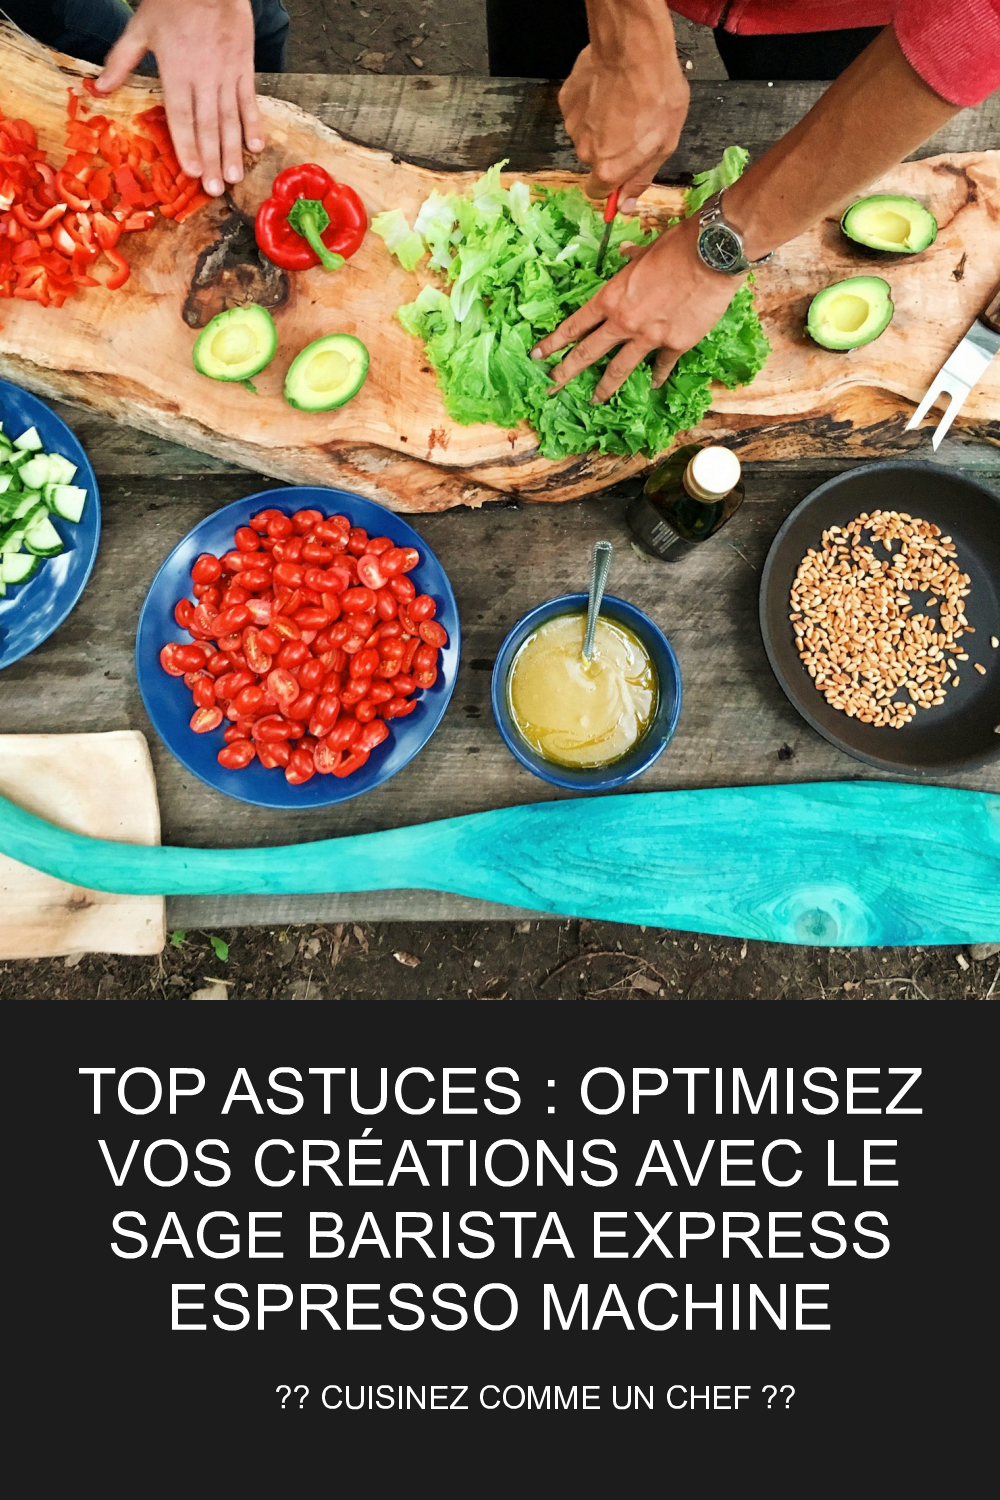 TOP ASTUCES : OPTIMISEZ
VOS CRÉATIONS AVEC LE
SAGE BARISTA EXPRESS
ESPRESSO MACHINE
?? CUISINEZ COMME UN CHEF ??